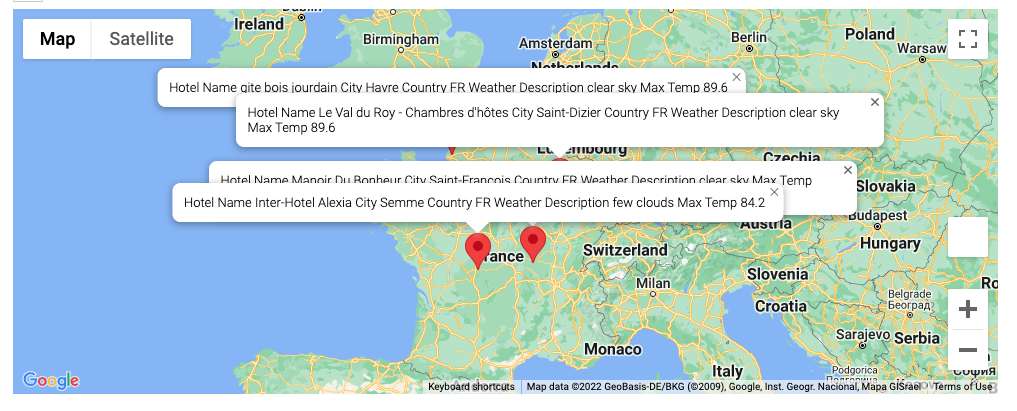 Map
Satellite
Ireland
Dublin
Birmingham
Amsterdam
Netherlands
Berlin
Poland
Warsaw
Hotel Name gite bois jourdain City Havre Country FR Weather Description clear sky Max Temp 89.6
Hotel Name Le Val du Roy - Chambres d'hôtes City Saint-Dizier Country FR Weather Description clear sky
Max Temp 89.6
Luxembourg
Czechia
Hotel Name Manoir Du Bonheur City Saint-Francois Country FR Weather Description clear sky Max Temp
Slovakia
Hotel Name Inter-Hotel Alexia City Semme Country FR Weather Description few clouds Max Temp 84.2
Austria
Budapest
Hungary
France
Switzerland
Milan
Slovenia
Croatia
Belgrade
Београд
Sarajevo
Serbia
Monaco
Italy
Podgorica
Подгорица
София
Google
Keyboard shortcuts
Map data ©2022 GeoBasis-DE/BKG (©2009), Google, Inst. Geogr. Nacional, Mapa GISrael
Terms of Use